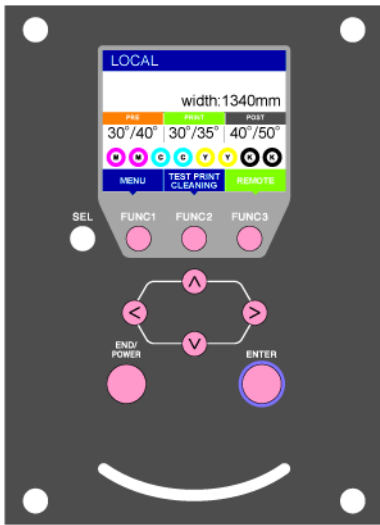 LOCAL
width:1340mm
PRE PRINT POST
30°/40° 30°/35° 40°/50°
M M C C Y Y K K
MENU TEST PRINT CLEANING REMOTE
SEL FUNC1 FUNC2 FUNC3
END/
POWER
ENTER